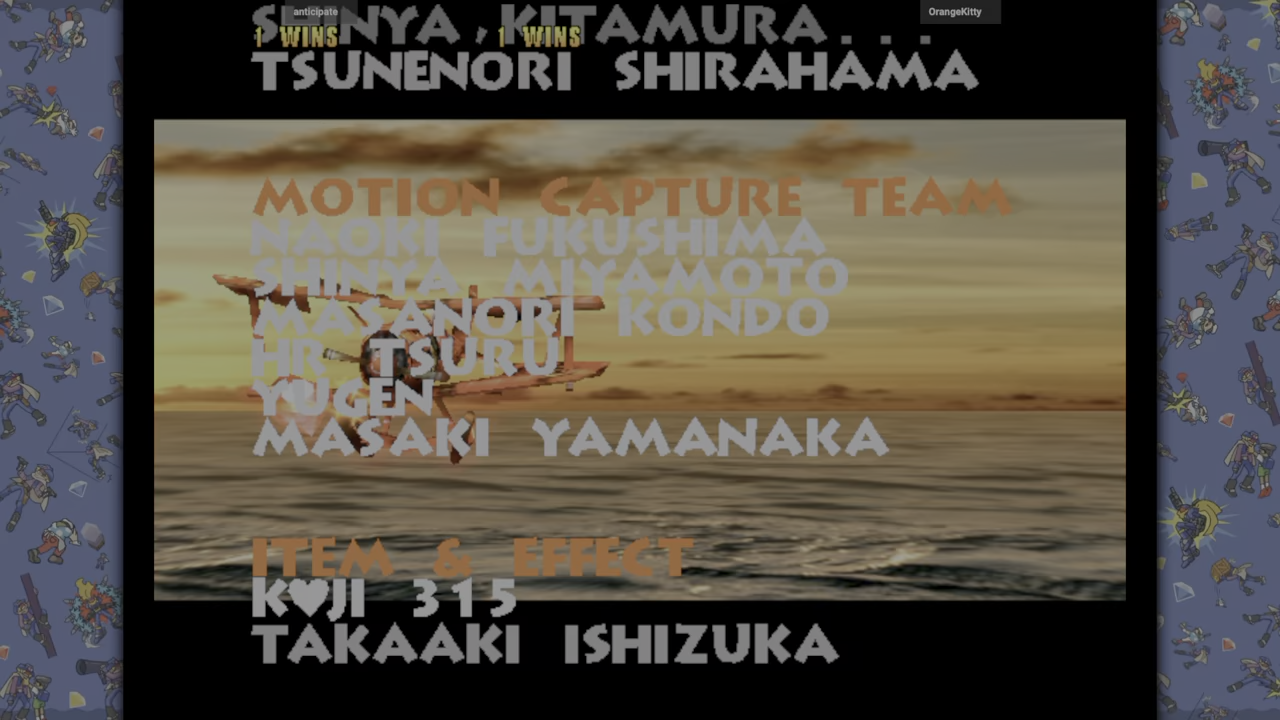 anticipate
OrangeKitty
SHINYA KITAMURA...
1 WINS
1 WINS
TSUNENORI SHIRAHAMA
MOTION CAPTURE TEAM
NAOKI FUKUSHIMA
SHINYA MIYAMOTO
MASANORI KONDO
HR TSURU
YUGEN
MASAKI YAMANAKA
ITEM & EFFECT
K♥JI 315
TAKAAKI ISHIZUKA